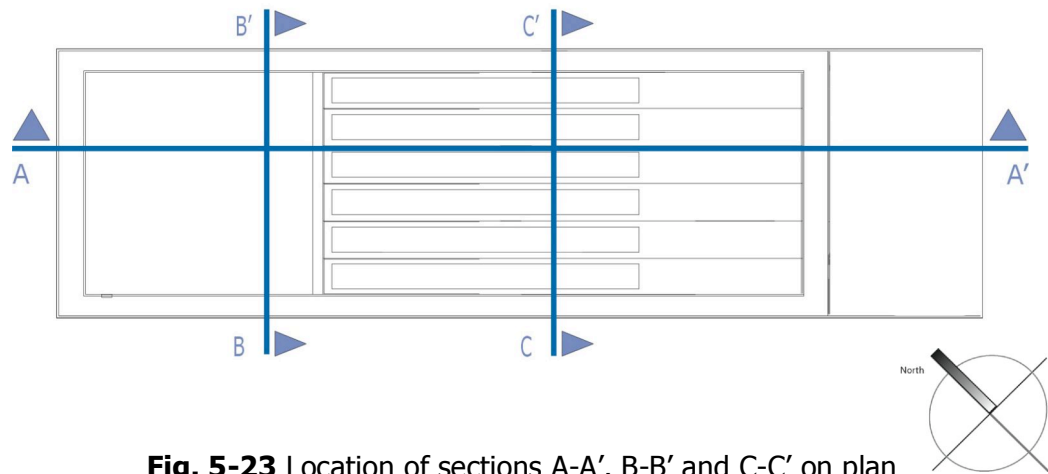 B’ C’
A A’
B C
North
Fig. 5-23 Location of sections A-A’, B-B’ and C-C’ on plan